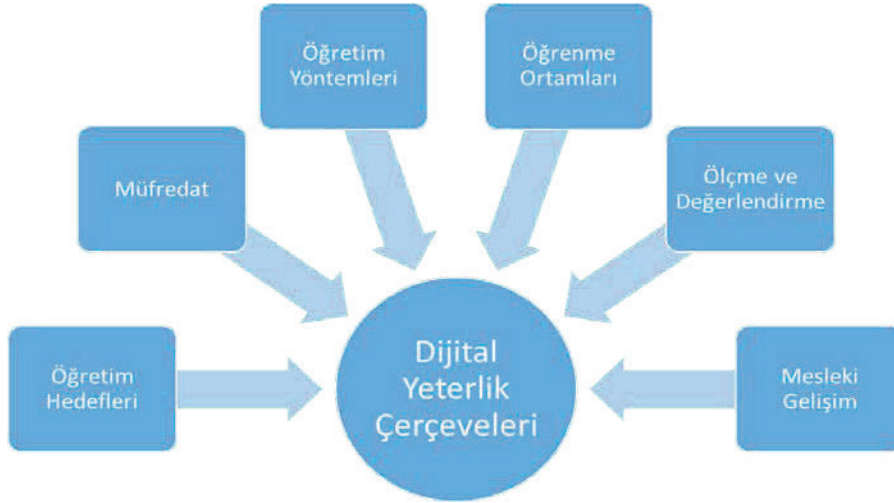 Öğretim
Yöntemleri
Öğrenme
Ortamları
Müfredat
Ölçme ve
Değerlendirme
Öğretim
Hedefleri
Dijital
Yeterlik
Çerçeveleri
Mesleki
Gelişim